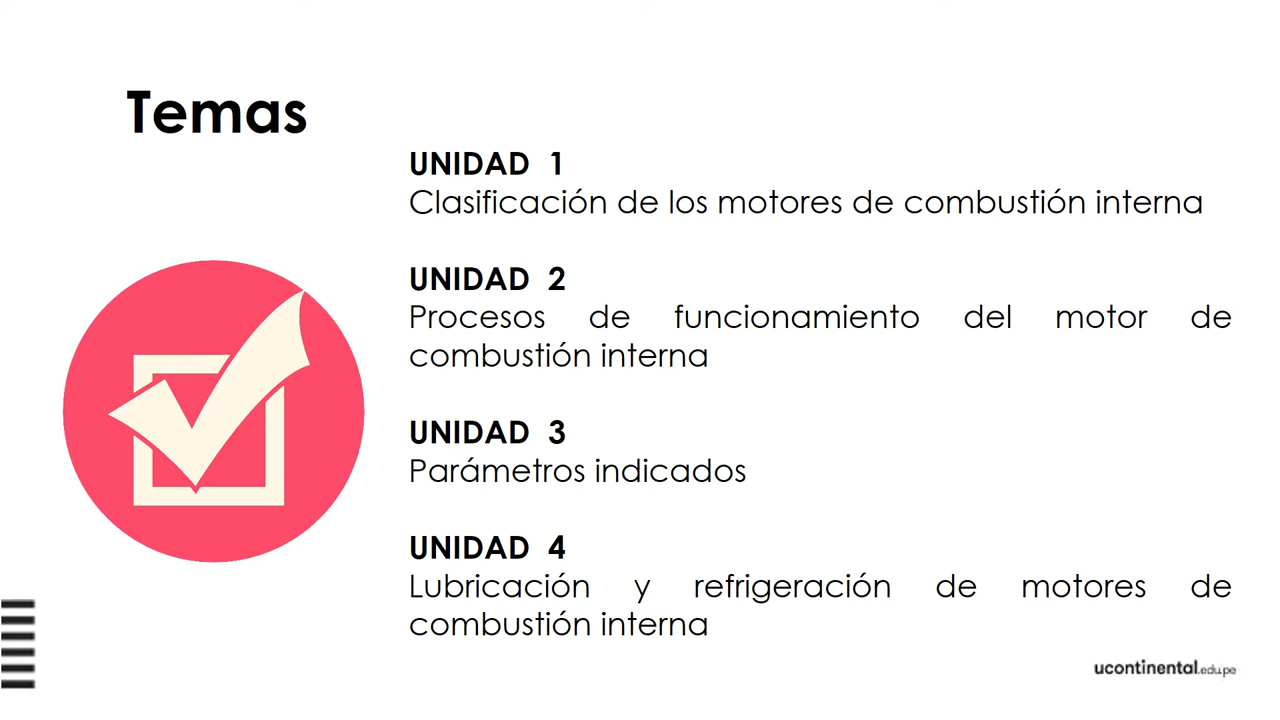 Temas
UNIDAD 1
Clasificación de los motores de combustión interna
UNIDAD 2
Procesos de funcionamiento del motor de
combustión interna
UNIDAD 3
Parámetros indicados
UNIDAD 4
Lubricación y refrigeración de motores de
combustión interna
ucontinental.edu.pe